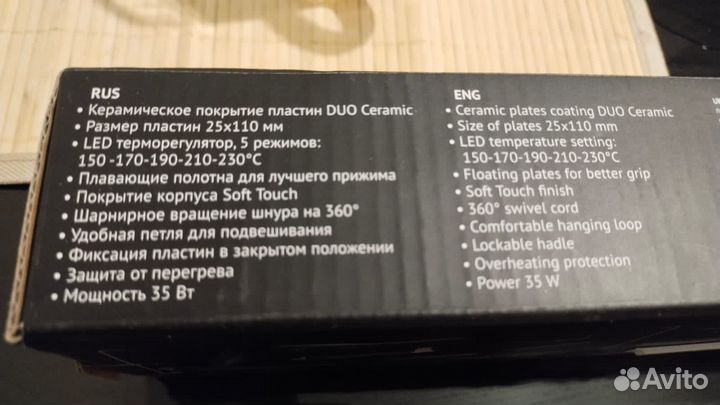 RUS
• Керамическое покрытие пластин DUO Ceramic
• Размер пластин 25х110 мм
• LED терморегулятор, 5 режимов:
150 -170-190-210-230°C
• Плавающие полотна для лучшего прижима
• Покрытие корпуса Soft Touch
• Шарнирное вращение шнура на 360°
• Удобная петля для подвешивания
• Фиксация пластин в закрытом положении
• Защита от перегрева
• Мощность 35 Вт
ENG
• Ceramic plates coating DUO Ceramic
• Size of plates 25x110 mm
• LED temperature setting:
150-170-190-210-230°C
• Floating plates for better grip
• Soft Touch finish
• 360° swivel cord
• Comfortable hanging loop
• Lockable hadle
• Overheating protection
• Power 35 W
Avito